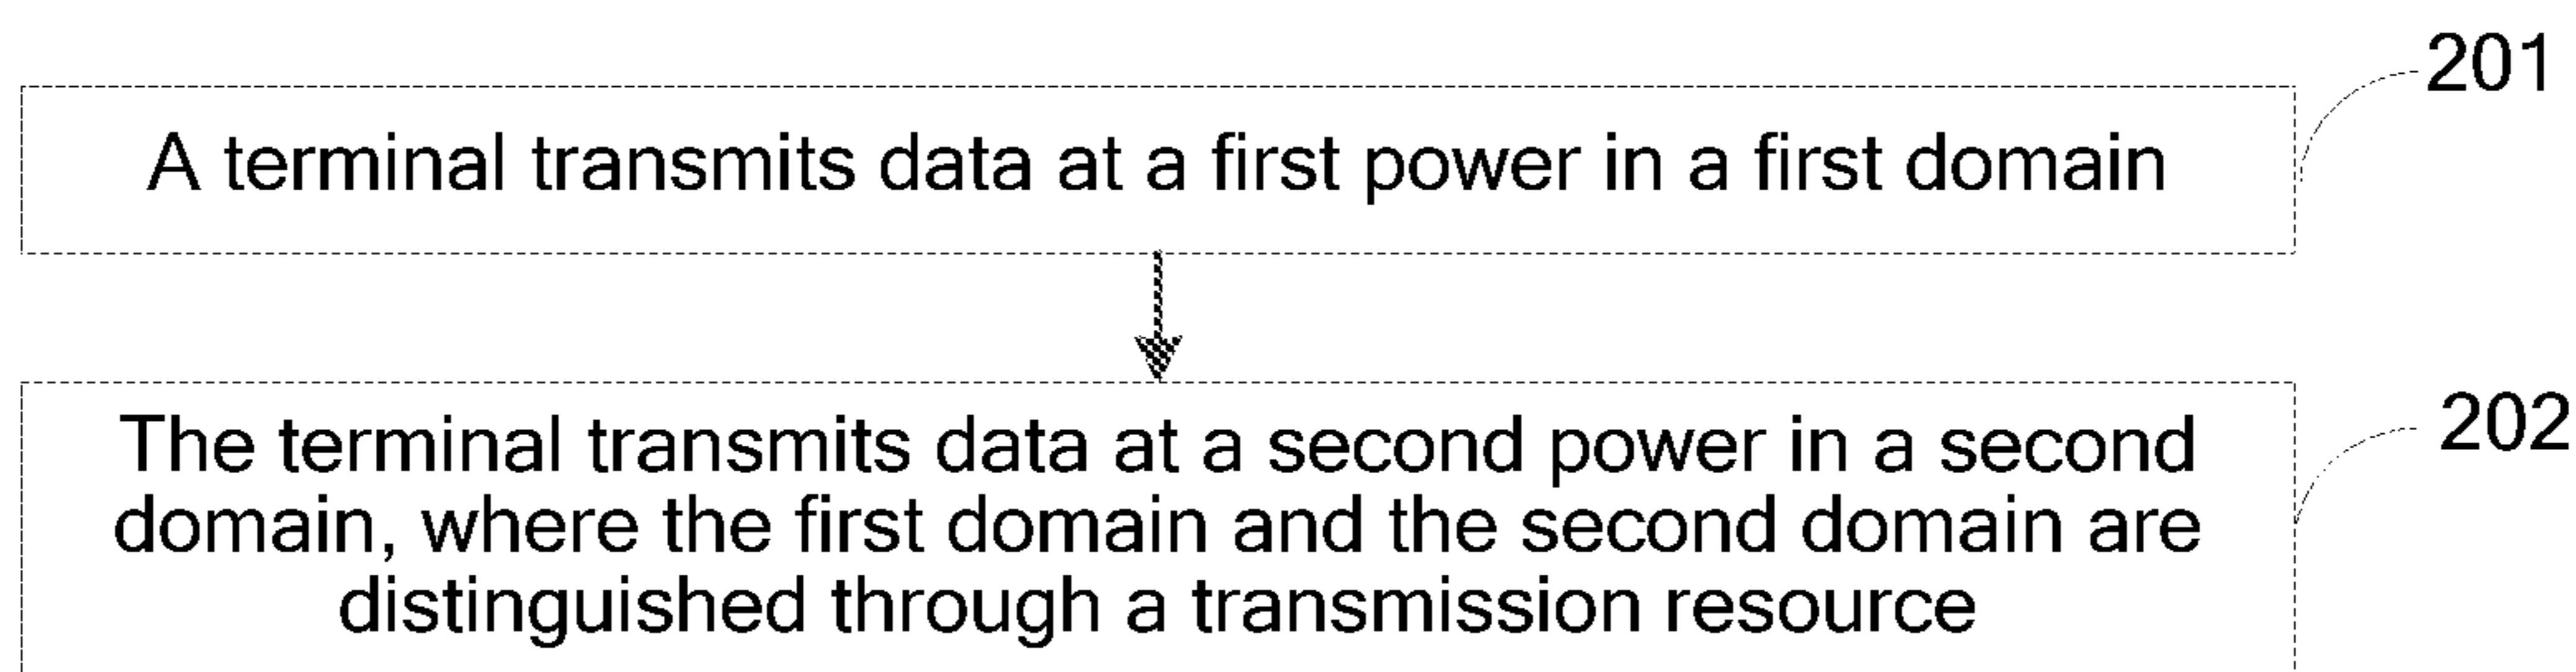 201
A terminal transmits data at a first power in a first domain
202
The terminal transmits data at a second power in a second
domain, where the first domain and the second domain are
distinguished through a transmission resource